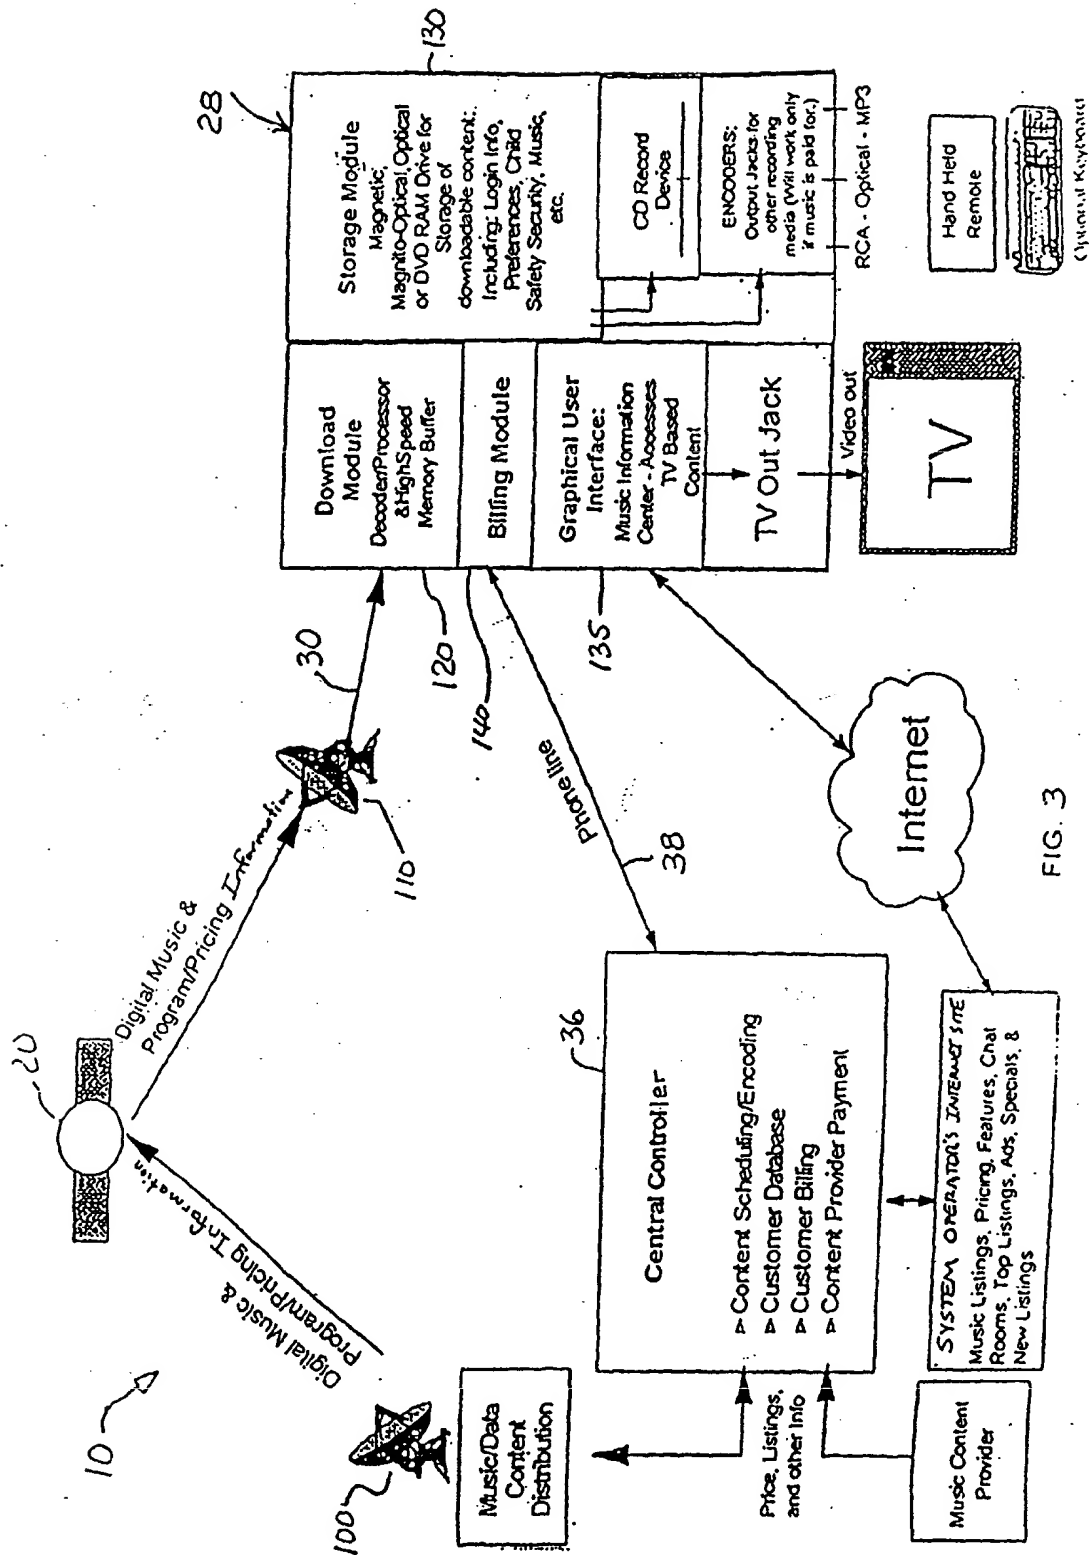 10
20
Digital Music &
Program/Pricing Information
Digital Music &
Program/Pricing Information
100
110
30
28
130
Music/Data
Content
Distribution
Price, Listings,
and other Info
Music Content
Provider
36
Central Controller
⊳ Content Scheduting/Encoding
⊳ Customer Database
⊳ Customer Billing
⊳ Content Provider Payment
SYSTEM OPERATOR'S INTERNET SITE
Music Listings, Pricing, Features, Chat
Rooms, Top Listings, Ads, Specials, &
New Listings
Internet
Phone line
38
120
140
135
Download
Module
Decoder/Processor
& High Speed
Memory Buffer
Billing Module
Graphical User
Interface:
Music Information
Center - Accesses
TV Based
Content
TV Out Jack
Video out
TV
Storage Module
Magnetic,
Magnito-Optical, Optical
or DVD RAM Drive for
Storage of
downloadable content:.
Including: Login Info,
Preferences, Child
Safety Security, Music,
etc.
CD Record
Device
ENCODERS:
Output Jacks for
other recording
media (Will work only
if music is paid for.)
RCA - Optical - MP3
Hand Held
Remote
Optional Keyboard
FIG. 3